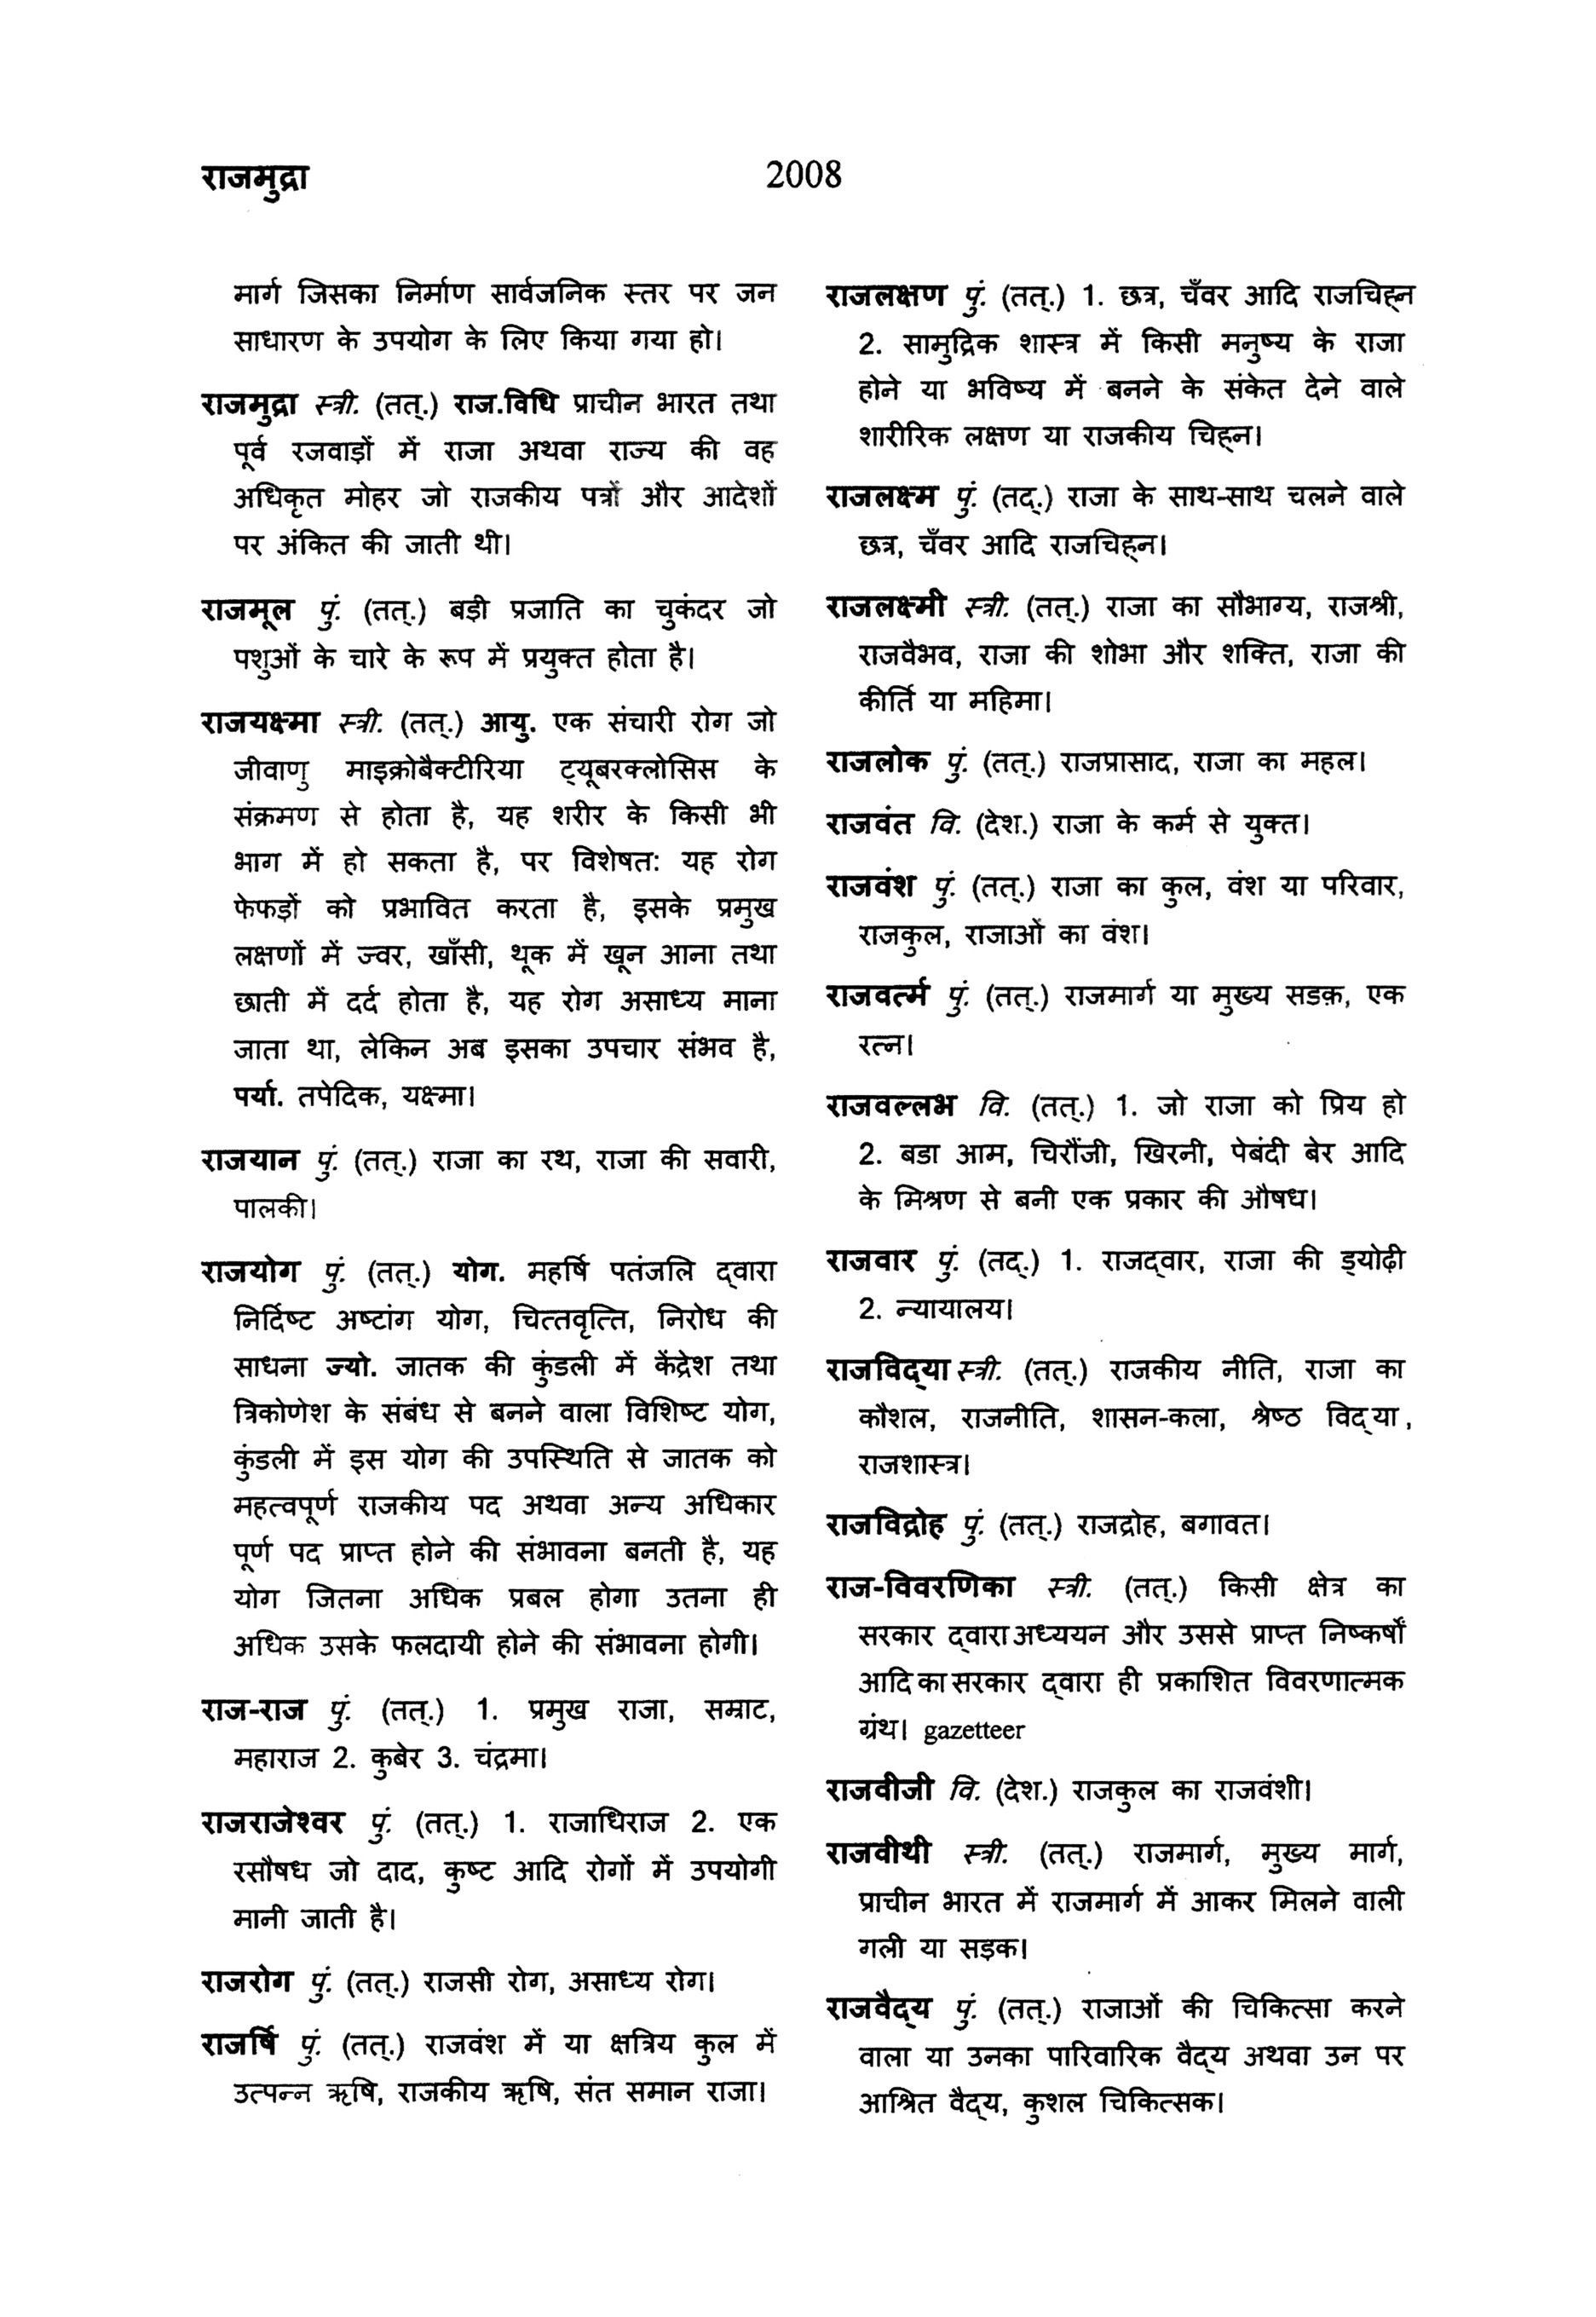 राजमुद्रा
2008
मार्ग जिसका निर्माण सार्वजनिक स्तर पर जन
साधारण के उपयोग के लिए किया गया हो।
राजमुद्रा स्त्री. (तत्.) राज.विधि प्राचीन भारत तथा
पूर्व रजवाड़ों में राजा अथवा राज्य की वह
अधिकृत मोहर जो राजकीय पत्रों और आदेशों
पर अंकित की जाती थी।
राजमूल पुं. (तत्.) बड़ी प्रजाति का चुकंदर जो
पशुओं के चारे के रूप में प्रयुक्त होता है।
राजयक्ष्मा स्त्री. (तत्.) आयु. एक संचारी रोग जो
जीवाणु माइक्रोबैक्टीरिया ट्यूबरक्लोसिस के
संक्रमण से होता है, यह शरीर के किसी भी
भाग में हो सकता है, पर विशेषत: यह रोग
फेफड़ों को प्रभावित करता है, इसके प्रमुख
लक्षणों में ज्वर, खाँसी, थूक में खून आना तथा
छाती में दर्द होता है, यह रोग असाध्य माना
जाता था, लेकिन अब इसका उपचार संभव है,
पर्या. तपेदिक, यक्ष्मा।
राजयान पुं. (तत्.) राजा का रथ, राजा की सवारी,
पालकी।
राजयोग पुं. (तत्.) योग. महर्षि पतंजलि द्‌वारा
निर्दिष्ट अष्टांग योग, चित्तवृत्ति, निरोध की
साधना ज्यो. जातक की कुंडली में केंद्रेश तथा
त्रिकोणेश के संबंध से बनने वाला विशिष्ट योग,
कुंडली में इस योग की उपस्थिति से जातक को
महत्वपूर्ण राजकीय पद अथवा अन्य अधिकार
पूर्ण पद प्राप्त होने की संभावना बनती है, यह
योग जितना अधिक प्रबल होगा उतना ही
अधिक उसके फलदायी होने की संभावना होगी।
राज-राज पुं. (तत्.) 1. प्रमुख राजा, सम्राट,
महाराज 2. कुबेर 3. चंद्रमा।
राजराजेश्वर पुं. (तत्.) 1. राजाधिराज 2. एक
रसौषध जो दाद, कुष्ट आदि रोगों में उपयोगी
मानी जाती है।
राजरोग पुं. (तत्.) राजसी रोग, असाध्य रोग।
राजर्षि पुं. (तत्.) राजवंश में या क्षत्रिय कुल में
उत्पन्न ऋषि, राजकीय ऋषि, संत समान राजा।
राजलक्षण पुं. (तत्.) 1. छत्र, चँवर आदि राजचिह्‌न
2. सामुद्रिक शास्त्र में किसी मनुष्य के राजा
होने या भविष्य में बनने के संकेत देने वाले
शारीरिक लक्षण या राजकीय चिह्‌न।
राजलक्ष्म पुं. (तद्.) राजा के साथ-साथ चलने वाले
छत्र, चँवर आदि राजचिह्‌न।
राजलक्ष्मी स्त्री. (तत्.) राजा का सौभाग्य, राजश्री,
राजवैभव, राजा की शोभा और शक्ति, राजा की
कीर्ति या महिमा।
राजलोक पुं. (तत्.) राजप्रासाद, राजा का महल।
राजवंत वि. (देश.) राजा के कर्म से युक्त।
राजवंश पुं. (तत्.) राजा का कुल, वंश या परिवार,
राजकुल, राजाओं का वंश।
राजवर्त्म पुं. (तत्.) राजमार्ग या मुख्य सडक़, एक
रत्न।
राजवल्लभ वि. (तत्.) 1. जो राजा को प्रिय हो
2. बडा आम, चिरौंजी, खिरनी, पेबंदी बेर आदि
के मिश्रण से बनी एक प्रकार की औषध।
राजवार पुं. (तद्.) 1. राजद्‌वार, राजा की ड्‌योढ़ी
2. न्यायालय।
राजविद्‌या स्त्री. (तत्.) राजकीय नीति, राजा का
कौशल, राजनीति, शासन-कला, श्रेष्ठ विद्‌या,
राजशास्त्र।
राजविद्रोह पुं. (तत्.) राजद्रोह, बगावत।
राज-विवरणिका स्त्री. (तत्.) किसी क्षेत्र का
सरकार द्‌वारा अध्ययन और उससे प्राप्त निष्कर्षों
आदि का सरकार द्‌वारा ही प्रकाशित विवरणात्मक
ग्रंथ। gazetteer
राजवीजी वि. (देश.) राजकुल का राजवंशी।
राजवीथी स्त्री. (तत्.) राजमार्ग, मुख्य मार्ग,
प्राचीन भारत में राजमार्ग में आकर मिलने वाली
गली या सड़क।
राजवैद्‌य पुं. (तत्.) राजाओं की चिकित्सा करने
वाला या उनका पारिवारिक वैद्‌य अथवा उन पर
आश्रित वैद्‌य, कुशल चिकित्सक।